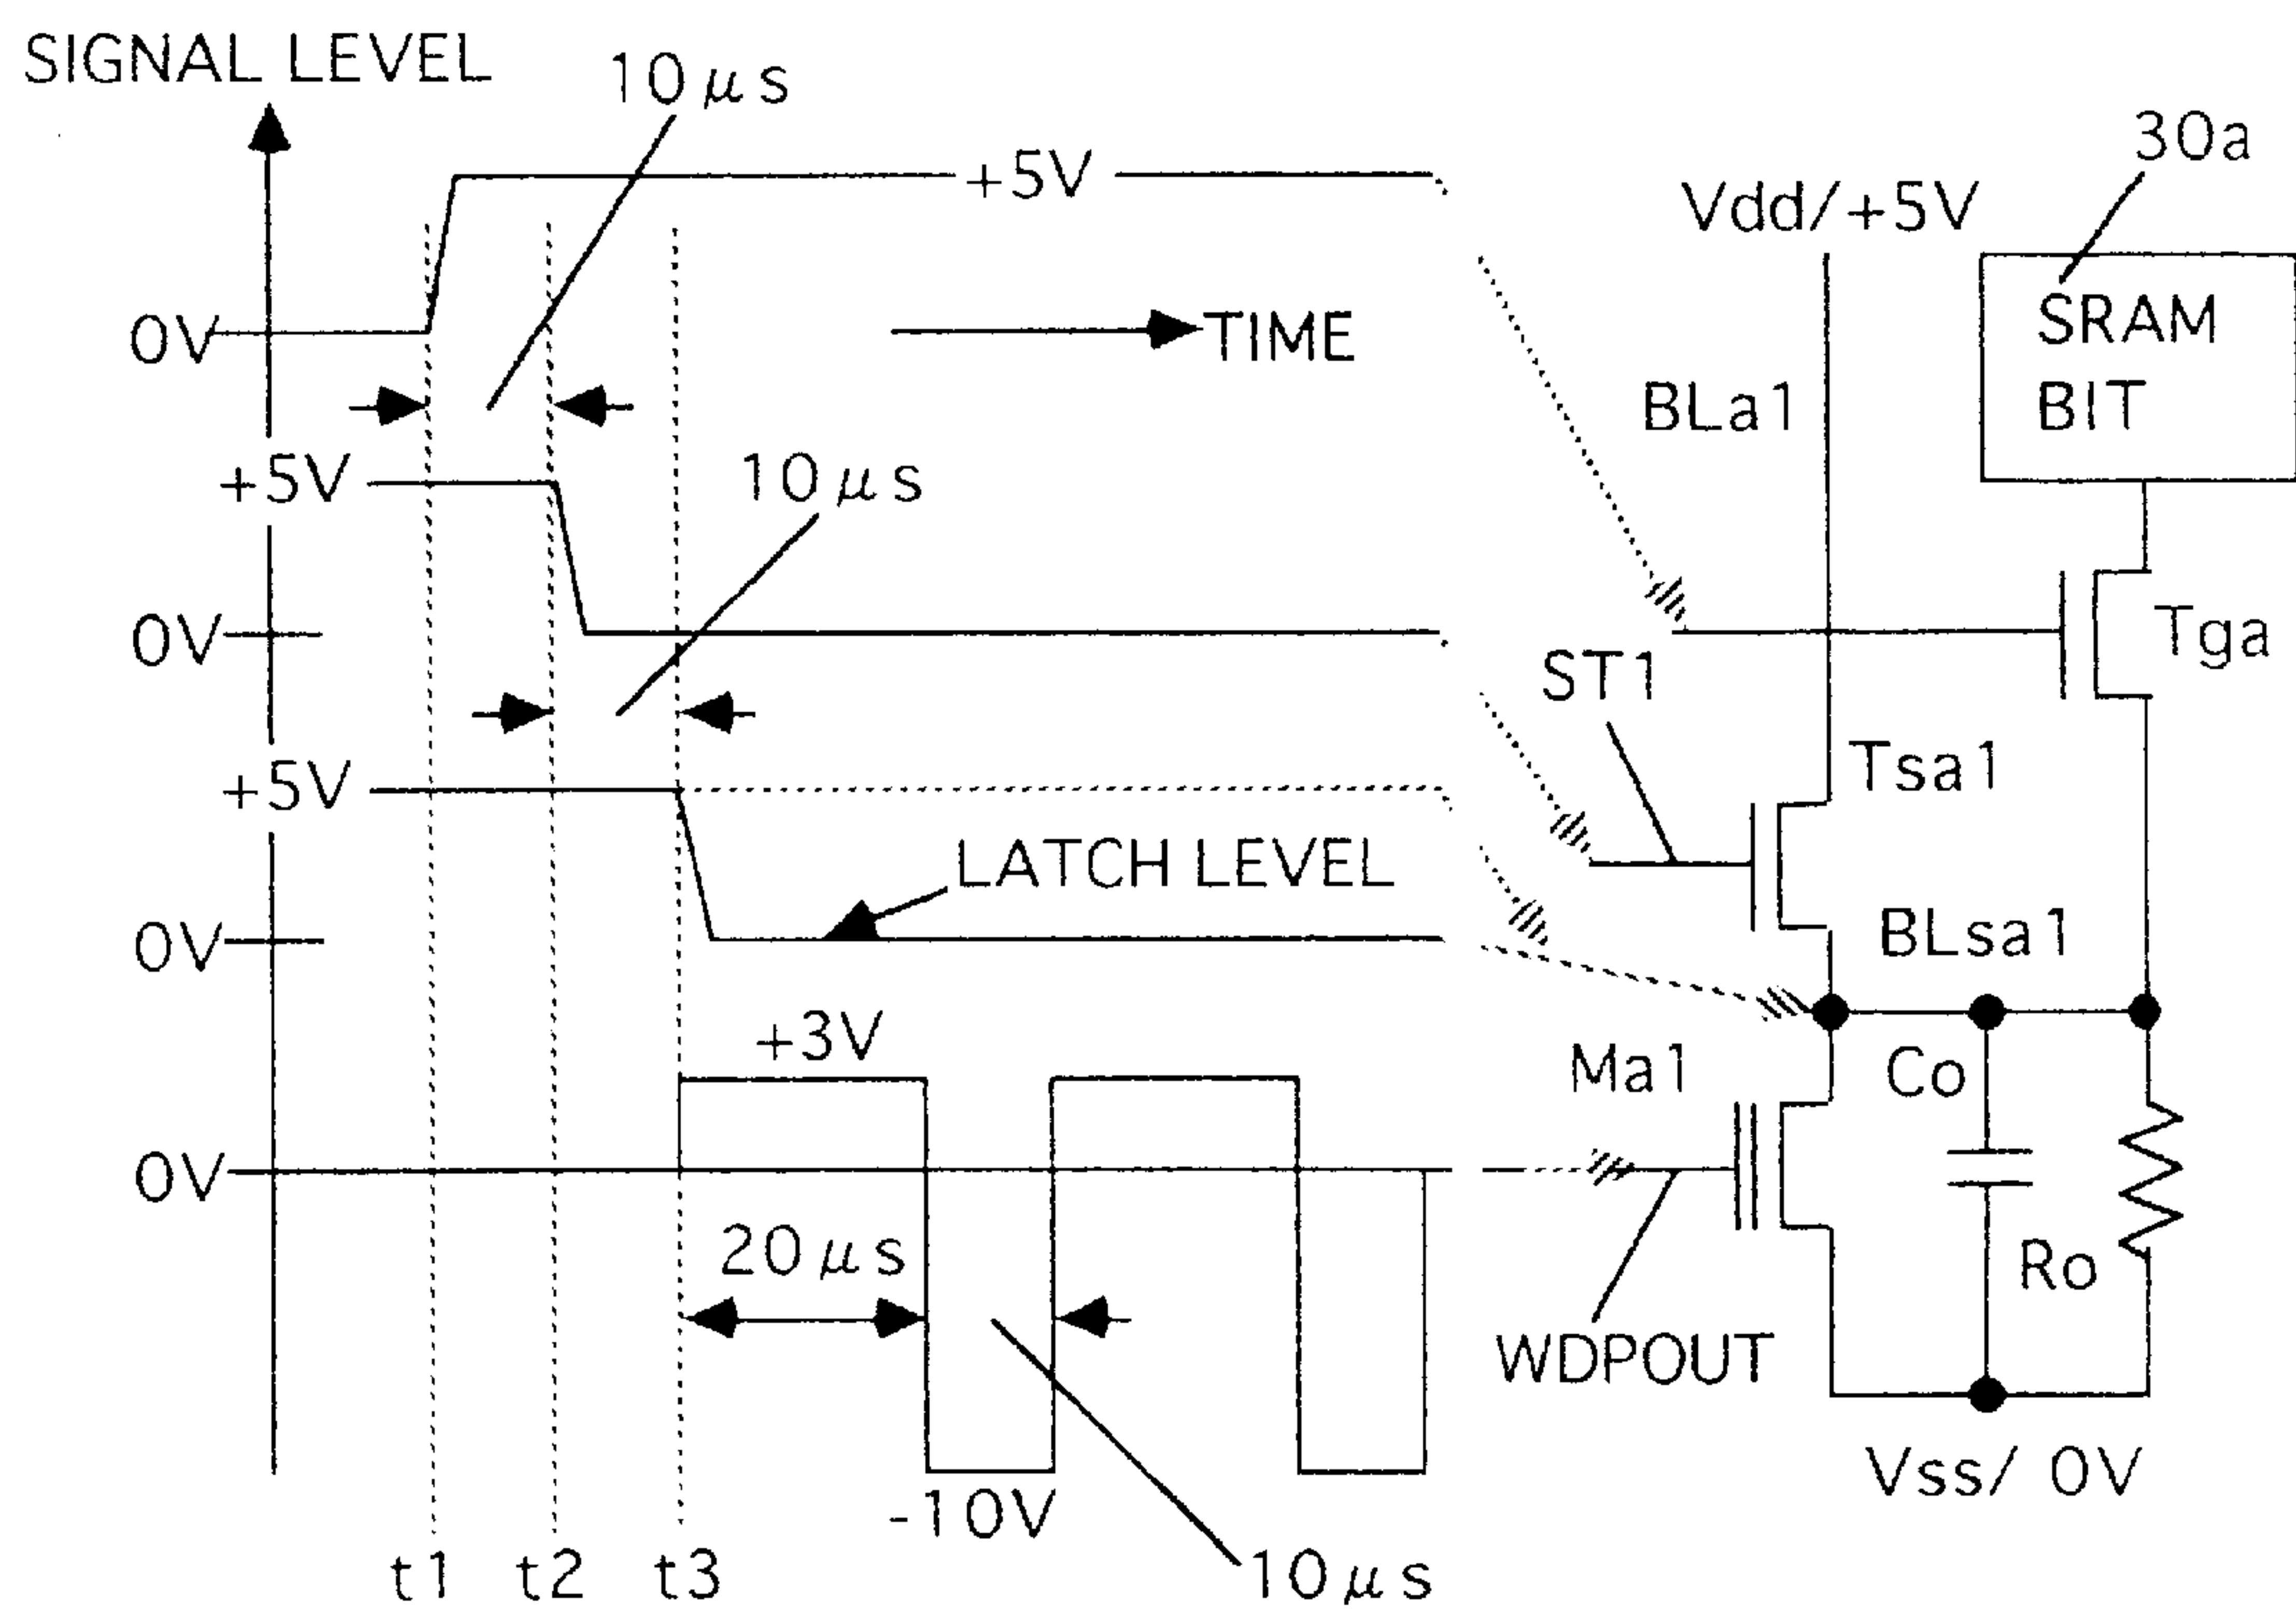 SIGNAL LEVEL
10μs
+5V
30a
Vdd/+5V
SRAM
BIT
0V
TIME
BLa1
+5V
10μs
Tga
0V
ST1
Tsa1
+5V
LATCH LEVEL
BLsa1
0V
+3V
Ma1
Co
0V
20μs
Ro
WDPOUT
-10V
Vss/ 0V
t1 t2 t3
10μs